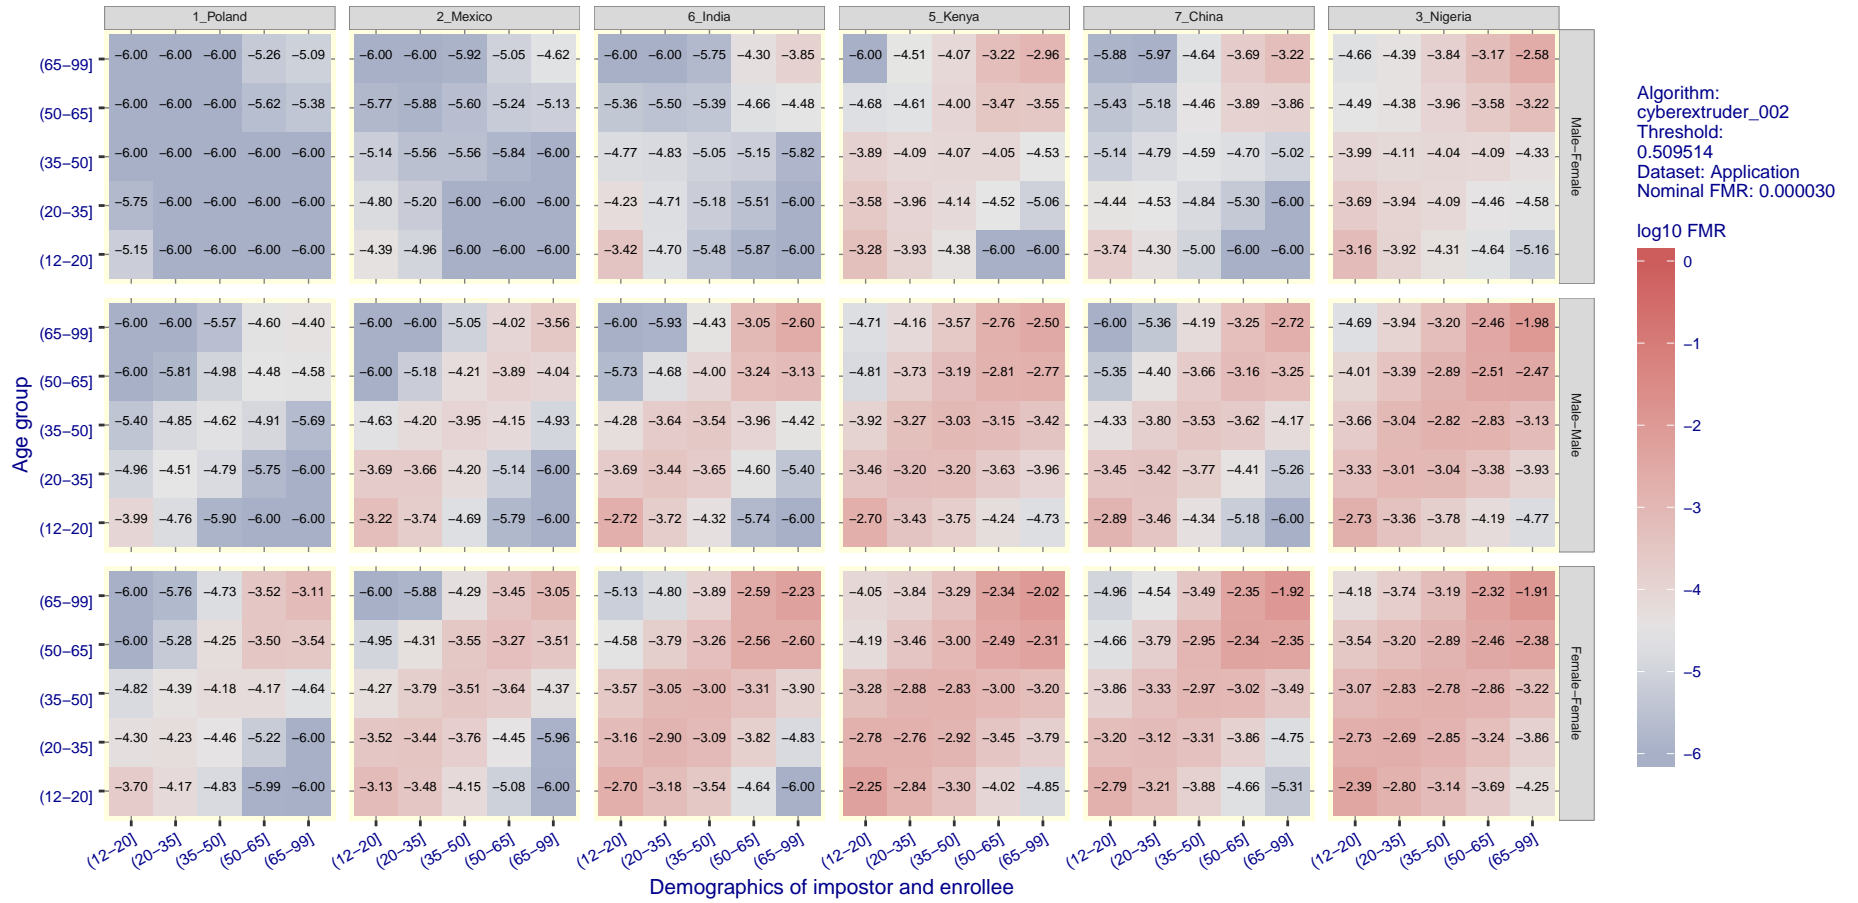 1_Poland 2_Mexico 6_India 5_Kenya 7_China 3_Nigeria
(65−99] −6.00 −6.00 −6.00 −5.26 −5.09 −6.00 −6.00 −5.92 −5.05 −4.62 −6.00 −6.00 −5.75 −4.30 −3.85 −6.00 −4.51 −4.07 −3.22 −2.96 −5.88 −5.97 −4.64 −3.69 −3.22 −4.66 −4.39 −3.84 −3.17 −2.58
(50−65] −6.00 −6.00 −6.00 −5.62 −5.38 −5.77 −5.88 −5.60 −5.24 −5.13 −5.36 −5.50 −5.39 −4.66 −4.48 −4.68 −4.61 −4.00 −3.47 −3.55 −5.43 −5.18 −4.46 −3.89 −3.86 −4.49 −4.38 −3.96 −3.58 −3.22
(35−50] −6.00 −6.00 −6.00 −6.00 −6.00 −5.14 −5.56 −5.56 −5.84 −6.00 −4.77 −4.83 −5.05 −5.15 −5.82 −3.89 −4.09 −4.07 −4.05 −4.53 −5.14 −4.79 −4.59 −4.70 −5.02 −3.99 −4.11 −4.04 −4.09 −4.33
(20−35] −5.75 −6.00 −6.00 −6.00 −6.00 −4.80 −5.20 −6.00 −6.00 −6.00 −4.23 −4.71 −5.18 −5.51 −6.00 −3.58 −3.96 −4.14 −4.52 −5.06 −4.44 −4.53 −4.84 −5.30 −6.00 −3.69 −3.94 −4.09 −4.46 −4.58
(12−20] −5.15 −6.00 −6.00 −6.00 −6.00 −4.39 −4.96 −6.00 −6.00 −6.00 −3.42 −4.70 −5.48 −5.87 −6.00 −3.28 −3.93 −4.38 −6.00 −6.00 −3.74 −4.30 −5.00 −6.00 −6.00 −3.16 −3.92 −4.31 −4.64 −5.16
Male−Female
(65−99] −6.00 −6.00 −5.57 −4.60 −4.40 −6.00 −6.00 −5.05 −4.02 −3.56 −6.00 −5.93 −4.43 −3.05 −2.60 −4.71 −4.16 −3.57 −2.76 −2.50 −6.00 −5.36 −4.19 −3.25 −2.72 −4.69 −3.94 −3.20 −2.46 −1.98
(50−65] −6.00 −5.81 −4.98 −4.48 −4.58 −6.00 −5.18 −4.21 −3.89 −4.04 −5.73 −4.68 −4.00 −3.24 −3.13 −4.81 −3.73 −3.19 −2.81 −2.77 −5.35 −4.40 −3.66 −3.16 −3.25 −4.01 −3.39 −2.89 −2.51 −2.47
(35−50] −5.40 −4.85 −4.62 −4.91 −5.69 −4.63 −4.20 −3.95 −4.15 −4.93 −4.28 −3.64 −3.54 −3.96 −4.42 −3.92 −3.27 −3.03 −3.15 −3.42 −4.33 −3.80 −3.53 −3.62 −4.17 −3.66 −3.04 −2.82 −2.83 −3.13
(20−35] −4.96 −4.51 −4.79 −5.75 −6.00 −3.69 −3.66 −4.20 −5.14 −6.00 −3.69 −3.44 −3.65 −4.60 −5.40 −3.46 −3.20 −3.20 −3.63 −3.96 −3.45 −3.42 −3.77 −4.41 −5.26 −3.33 −3.01 −3.04 −3.38 −3.93
(12−20] −3.99 −4.76 −5.90 −6.00 −6.00 −3.22 −3.74 −4.69 −5.79 −6.00 −2.72 −3.72 −4.32 −5.74 −6.00 −2.70 −3.43 −3.75 −4.24 −4.73 −2.89 −3.46 −4.34 −5.18 −6.00 −2.73 −3.36 −3.78 −4.19 −4.77
Male−Male
(65−99] −6.00 −5.76 −4.73 −3.52 −3.11 −6.00 −5.88 −4.29 −3.45 −3.05 −5.13 −4.80 −3.89 −2.59 −2.23 −4.05 −3.84 −3.29 −2.34 −2.02 −4.96 −4.54 −3.49 −2.35 −1.92 −4.18 −3.74 −3.19 −2.32 −1.91
(50−65] −6.00 −5.28 −4.25 −3.50 −3.54 −4.95 −4.31 −3.55 −3.27 −3.51 −4.58 −3.79 −3.26 −2.56 −2.60 −4.19 −3.46 −3.00 −2.49 −2.31 −4.66 −3.79 −2.95 −2.34 −2.35 −3.54 −3.20 −2.89 −2.46 −2.38
(35−50] −4.82 −4.39 −4.18 −4.17 −4.64 −4.27 −3.79 −3.51 −3.64 −4.37 −3.57 −3.05 −3.00 −3.31 −3.90 −3.28 −2.88 −2.83 −3.00 −3.20 −3.86 −3.33 −2.97 −3.02 −3.49 −3.07 −2.83 −2.78 −2.86 −3.22
(20−35] −4.30 −4.23 −4.46 −5.22 −6.00 −3.52 −3.44 −3.76 −4.45 −5.96 −3.16 −2.90 −3.09 −3.82 −4.83 −2.78 −2.76 −2.92 −3.45 −3.79 −3.20 −3.12 −3.31 −3.86 −4.75 −2.73 −2.69 −2.85 −3.24 −3.86
(12−20] −3.70 −4.17 −4.83 −5.99 −6.00 −3.13 −3.48 −4.15 −5.08 −6.00 −2.70 −3.18 −3.54 −4.64 −6.00 −2.25 −2.84 −3.30 −4.02 −4.85 −2.79 −3.21 −3.88 −4.66 −5.31 −2.39 −2.80 −3.14 −3.69 −4.25
Female−Female
(12−20] (20−35] (35−50] (50−65] (65−99] (12−20] (20−35] (35−50] (50−65] (65−99] (12−20] (20−35] (35−50] (50−65] (65−99] (12−20] (20−35] (35−50] (50−65] (65−99] (12−20] (20−35] (35−50] (50−65] (65−99] (12−20] (20−35] (35−50] (50−65] (65−99]
Demographics of impostor and enrollee
Age group
Algorithm:
cyberextruder_002
Threshold:
0.509514
Dataset: Application
Nominal FMR: 0.000030
log10 FMR
0
−1
−2
−3
−4
−5
−6